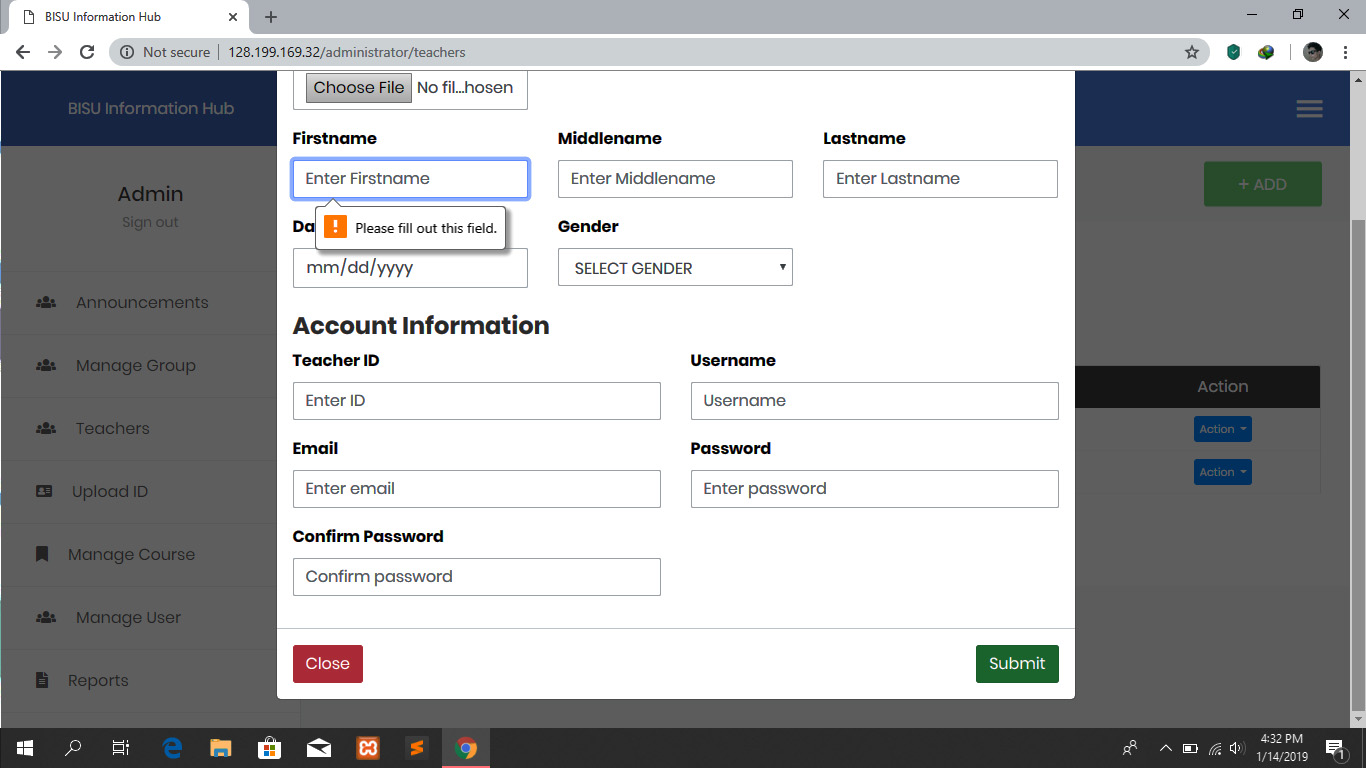 BISU Information Hub
Not secure
128.199.169.32/administrator/teachers
BISU Information Hub
Admin
Sign out
Announcements
Manage Group
Teachers
Upload ID
Manage Course
Manage User
Reports
+ ADD
Action
Action
Action
Choose File No fil...hosen
Firstname Middlename Lastname
Enter Firstname Enter Middlename Enter Lastname
Da Gender
! Please fill out this field.
mm/dd/yyyy SELECT GENDER
Account Information
Teacher ID Username
Enter ID Username
Email Password
Enter email Enter password
Confirm Password
Confirm password
Close Submit
4:32 PM
1/14/2019
1